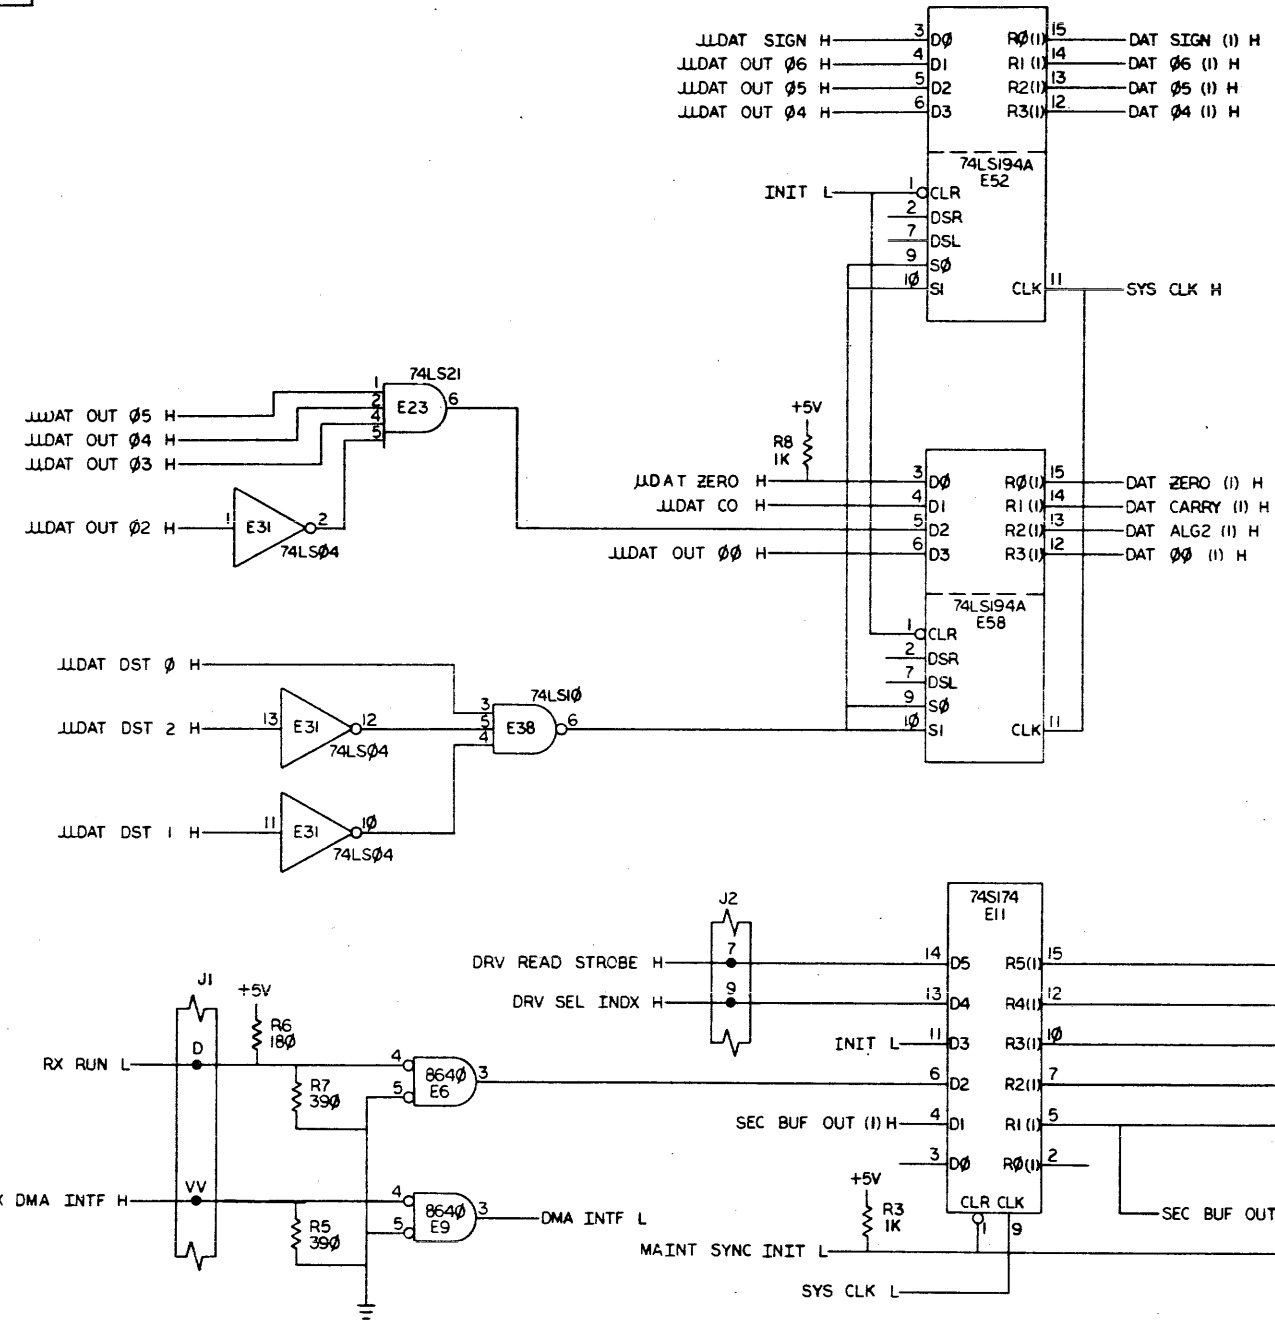 µDAT SIGN H 3 DØ RØ(1) 15 DAT SIGN (1) H
µDAT OUT Ø6 H 4 D1 R1(1) 14 DAT Ø6 (1) H
µDAT OUT Ø5 H 5 D2 R2(1) 13 DAT Ø5 (1) H
µDAT OUT Ø4 H 6 D3 R3(1) 12 DAT Ø4 (1) H
74LS194A
E52
INIT L 1 CLR
2 DSR
7 DSL
9 SØ
1Ø S1 CLK 11 SYS CLK H
74LS21
µDAT OUT Ø5 H 1
µDAT OUT Ø4 H 2 E23 6
µDAT OUT Ø3 H 4
5
µDAT OUT Ø2 H 1 E31 2
74LSØ4
+5V
R8
1K
µDAT ZERO H 3 DØ RØ(1) 15 DAT ZERO (1) H
µDAT CO H 4 D1 R1(1) 14 DAT CARRY (1) H
5 D2 R2(1) 13 DAT ALG2 (1) H
µDAT OUT ØØ H 6 D3 R3(1) 12 DAT ØØ (1) H
74LS194A
E58
1 CLR
2 DSR
7 DSL
9 SØ
1Ø S1 CLK 11
µDAT DST Ø H 3
74LS1Ø
µDAT DST 2 H 13 E31 12 5 E38 6
74LSØ4
4
µDAT DST 1 H 11 E31 1Ø
74LSØ4
J2
74S174
E11
DRV READ STROBE H 7 14 D5 R5(1) 15
DRV SEL INDX H 9 13 D4 R4(1) 12
INIT L 11 D3 R3(1) 1Ø
6 D2 R2(1) 7
SEC BUF OUT (1) H 4 D1 R1(1) 5
3 DØ RØ(1) 2
CLR CLK
1 9
SEC BUF OUT
J1
+5V
R6
18Ø
RX RUN L D 4 864Ø 3
5 E6
R7
39Ø
DMA INTF H VV 4 864Ø 3 DMA INTF L
5 E9
R5
39Ø
+5V
R3
1K
MAINT SYNC INIT L
SYS CLK L